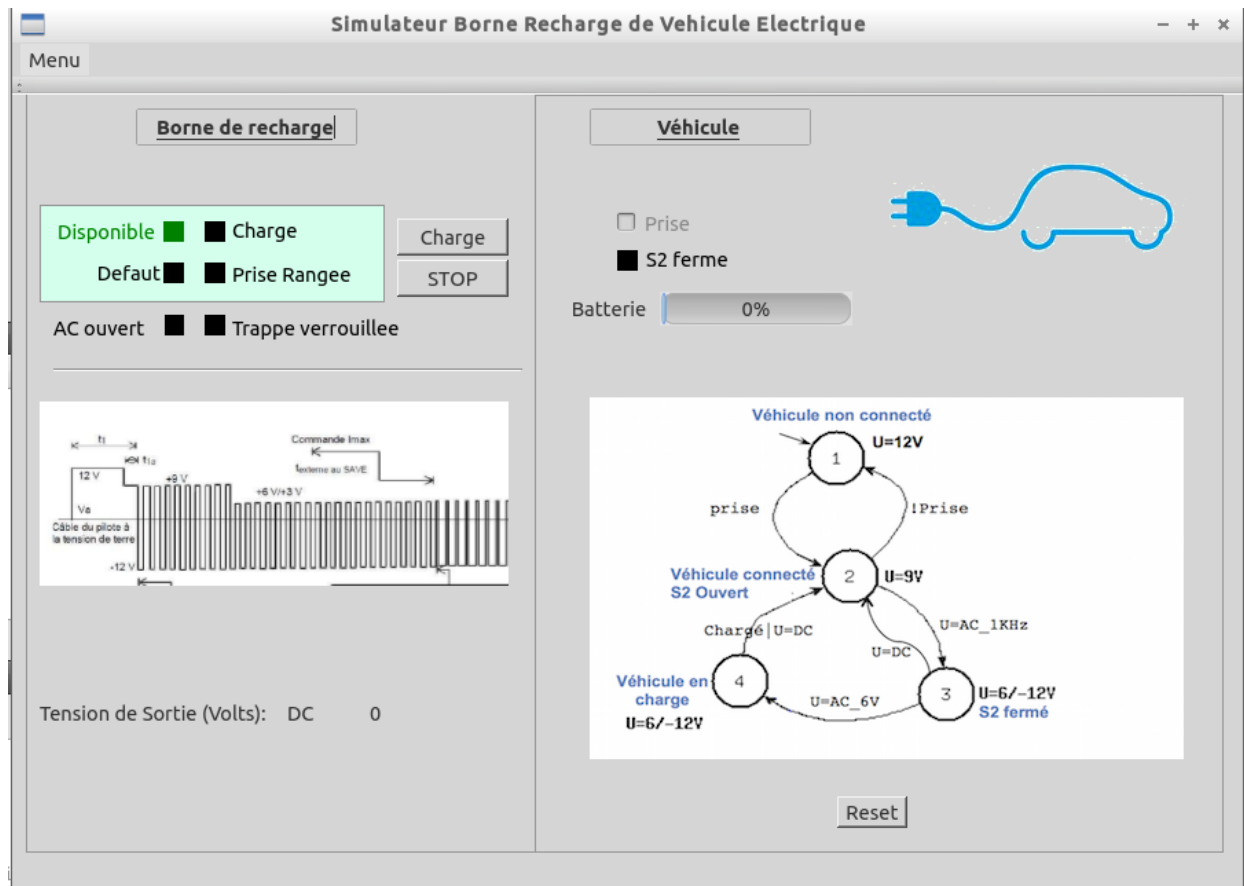 Simulateur Borne Recharge de Vehicule Electrique
Menu
Borne de recharge
Disponible
Charge
Defaut
Prise Rangee
Charge
STOP
AC ouvert
Trappe verrouillee
t1
t1a
Commande Imax
texterne au SAVE
12 V
+9 V
+6 V/+3 V
Va
Câble du pilote à
la tension de terre
-12 V
Tension de Sortie (Volts): DC 0
Véhicule
Prise
S2 ferme
Batterie 0%
Véhicule non connecté
U=12V
1
prise
!Prise
Véhicule connecté
S2 Ouvert
2
U=9V
Chargé|U=DC
U=AC_1KHz
U=DC
Véhicule en
charge
U=6/-12V
4
U=AC_6V
3
U=6/-12V
S2 fermé
Reset